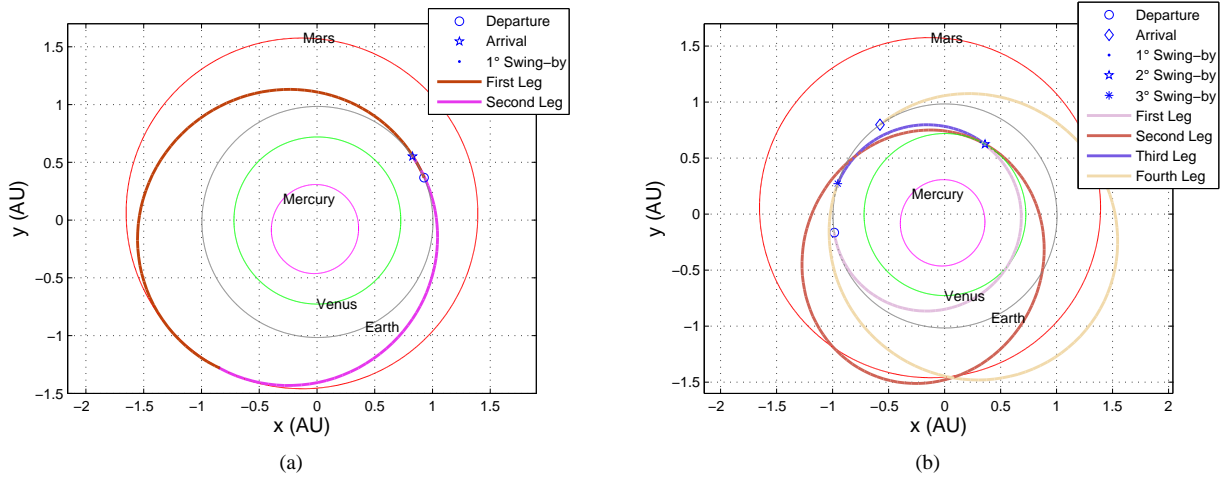 Departure
Arrival
1° Swing-by
First Leg
Second Leg
Mars
Mercury
Venus
Earth
y (AU)
1.5
1
0.5
0
−0.5
−1
−1.5
−2
−1.5
−1
−0.5
0
0.5
1
1.5
x (AU)
(a)
Departure
Arrival
1° Swing-by
2° Swing-by
3° Swing-by
First Leg
Second Leg
Third Leg
Fourth Leg
Mars
Mercury
Venus
Earth
y (AU)
1.5
1
0.5
0
−0.5
−1
−1.5
−2
−1.5
−1
−0.5
0
0.5
1
1.5
2
x (AU)
(b)